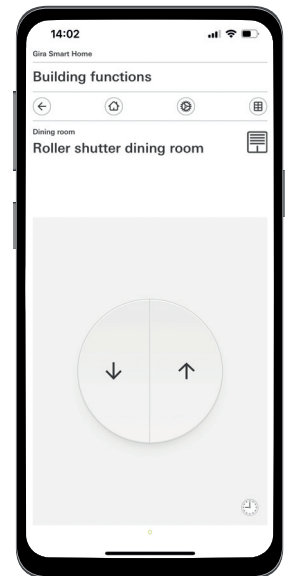 14:02
Gira Smart Home
Building functions
Dining room
Roller shutter dining room